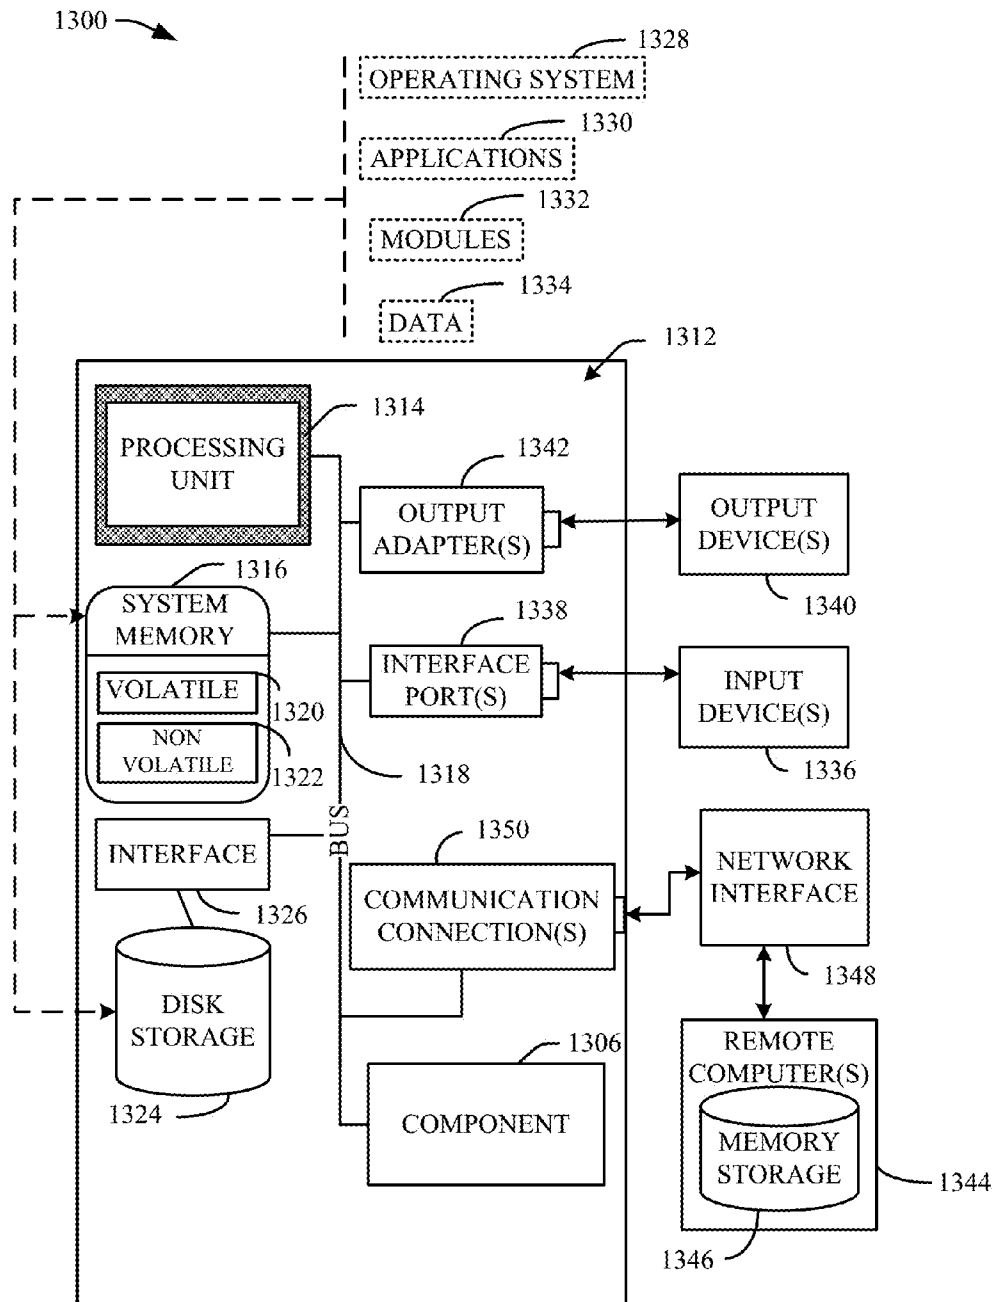 1300
1328
OPERATING SYSTEM
1330
APPLICATIONS
1332
MODULES
1334
DATA
1312
1314
PROCESSING
UNIT
1342
OUTPUT
ADAPTER(S)
OUTPUT
DEVICE(S)
1340
1316
SYSTEM
MEMORY
VOLATILE
1320
NON
VOLATILE
1322
1338
INTERFACE
PORT(S)
INPUT
DEVICE(S)
1336
1318
BUS
INTERFACE
1326
1350
COMMUNICATION
CONNECTION(S)
NETWORK
INTERFACE
1348
DISK
STORAGE
1324
1306
COMPONENT
REMOTE
COMPUTER(S)
MEMORY
STORAGE
1344
1346